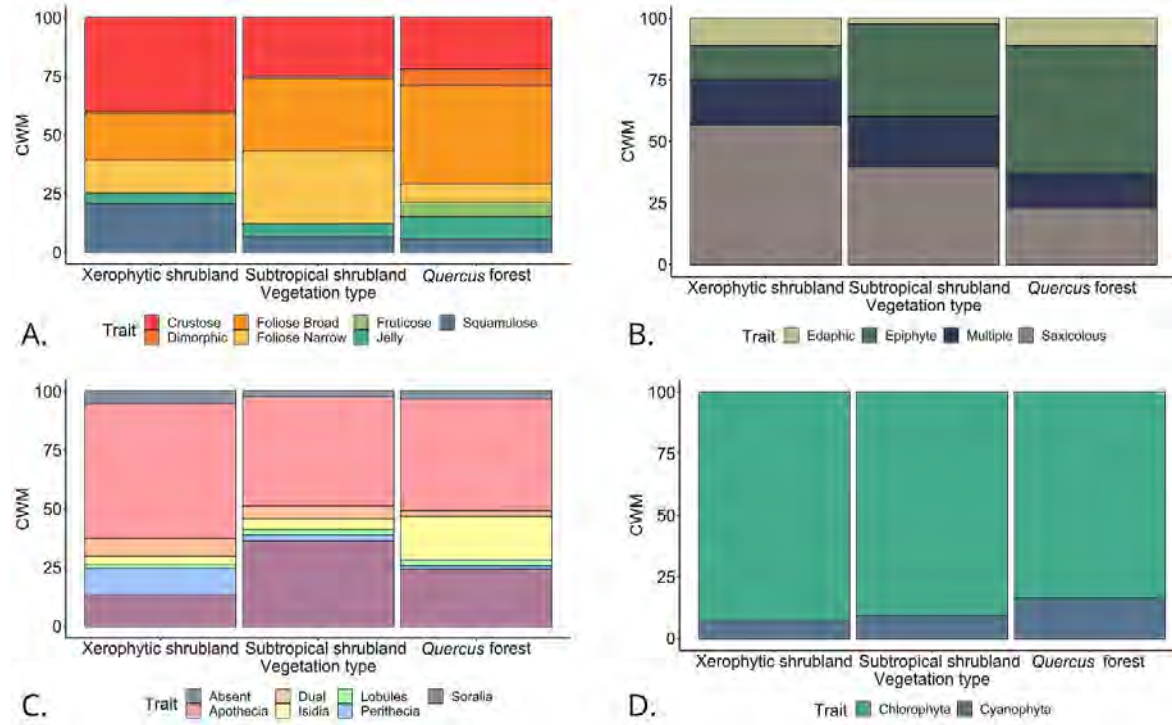 100
75
50
25
0
CWM
Xerophytic shrubland Subtropical shrubland Quercus forest
Vegetation type
Trait Crustose Foliose Broad Fruticose Squamulose
Dimorphic Foliose Narrow Jelly
A.
100
75
50
25
0
CWM
Xerophytic shrubland Subtropical shrubland Quercus forest
Vegetation type
Trait Edaphic Epiphyte Multiple Saxicolous
B.
100
75
50
25
0
CWM
Xerophytic shrubland Subtropical shrubland Quercus forest
Vegetation type
Trait Absent Dual Lobules Soralia
Apothecia Isidia Perithecia
C.
100
75
50
25
0
CWM
Xerophytic shrubland Subtropical shrubland Quercus forest
Vegetation type
Trait Chlorophyta Cyanophyta
D.